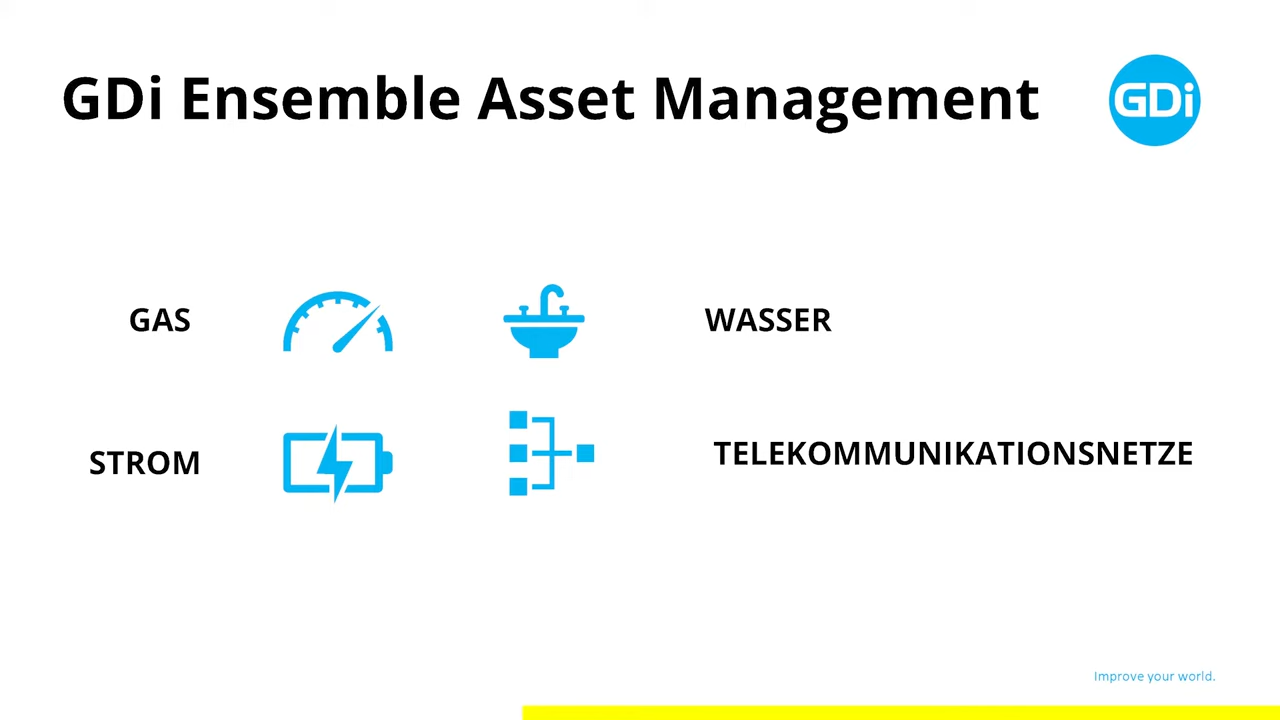 GDi Ensemble Asset Management
GDi
GAS
WASSER
STROM
TELEKOMMUNIKATIONSNETZE
Improve your world.